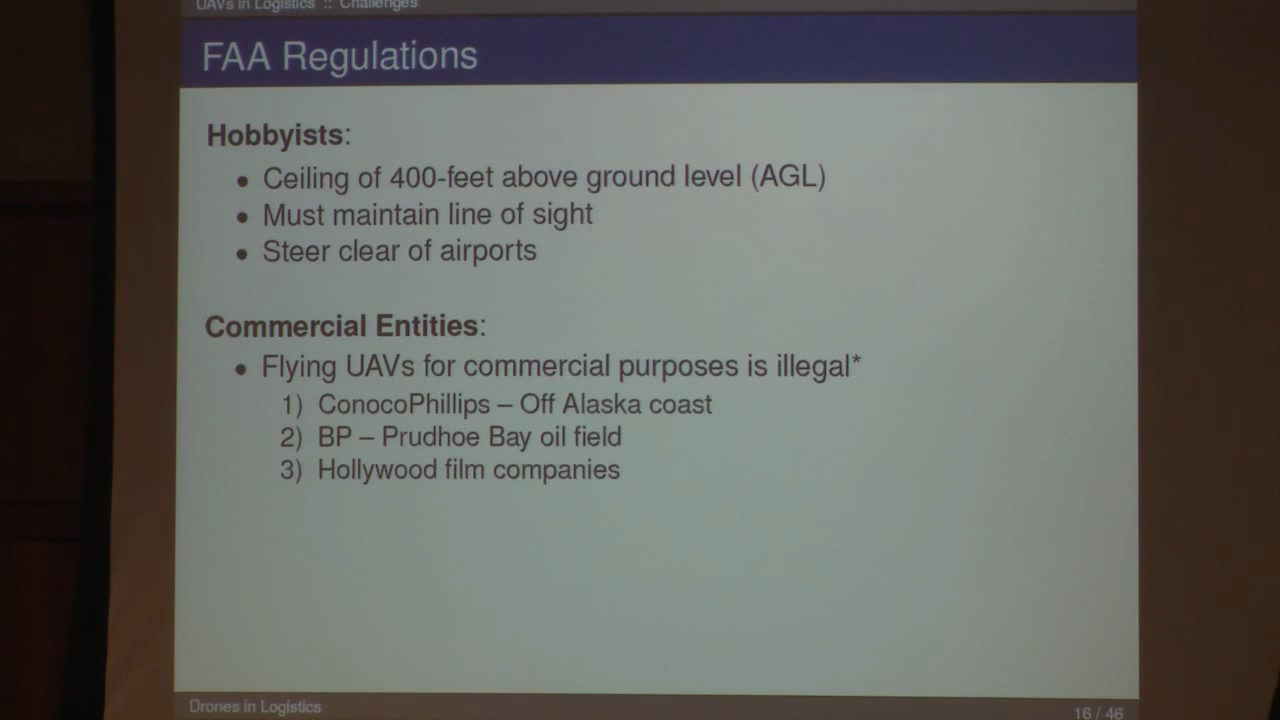 UAVs in Logistics :: Challenges
FAA Regulations
Hobbyists:
• Ceiling of 400-feet above ground level (AGL)
• Must maintain line of sight
• Steer clear of airports
Commercial Entities:
• Flying UAVs for commercial purposes is illegal*
1) ConocoPhillips – Off Alaska coast
2) BP – Prudhoe Bay oil field
3) Hollywood film companies
Drones in Logistics
16 / 46